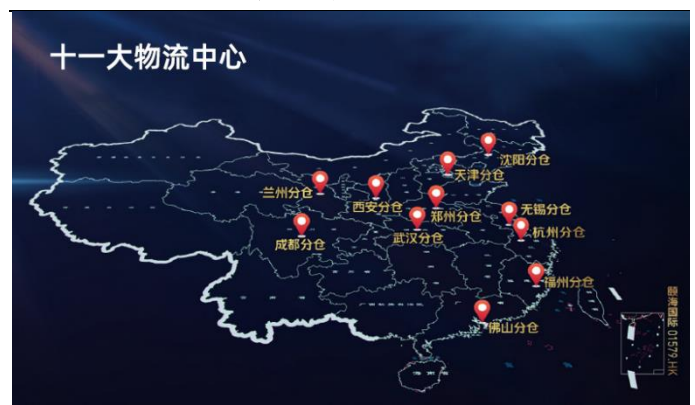 十一大物流中心
沈阳分仓
天津分仓
兰州分仓
西安分仓
郑州分仓
无锡分仓
武汉分仓
杭州分仓
成都分仓
福州分仓
佛山分仓
颐海国际 01579.HK